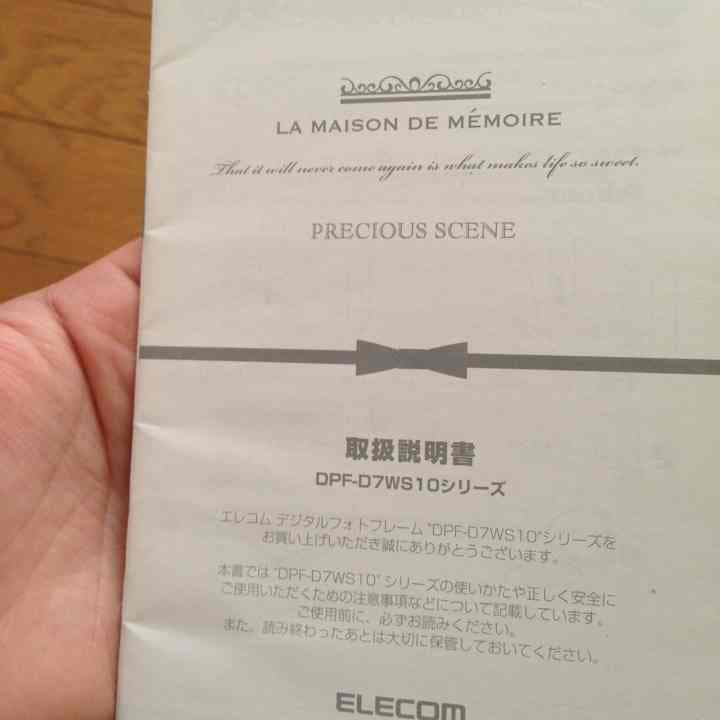 LA MAISON DE MÉMOIRE
That it will never come again is what makes life so sweet.
PRECIOUS SCENE
取扱説明書
DPF-D7WS10シリーズ
エレコム デジタルフォトフレーム "DPF-D7WS10"シリーズを
お買い上げいただき誠にありがとうございます。
本書では "DPF-D7WS10" シリーズの使いかたや正しく安全に
ご使用いただくための注意事項などについて記載しています。
ご使用前に、必ずお読みください。
また、読み終わったあとは大切に保管しておいてください。
ELECOM